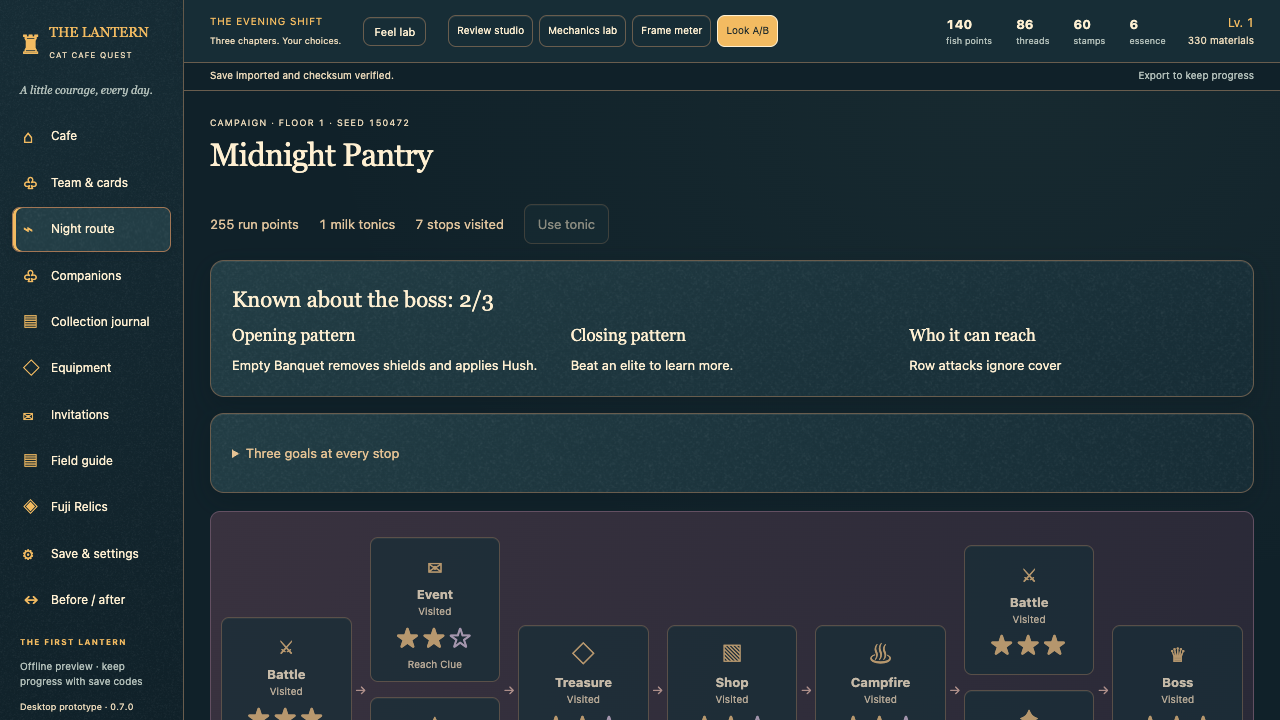 THE LANTERN
CAT CAFE QUEST
A little courage, every day.
Cafe
Team & cards
Night route
Companions
Collection journal
Equipment
Invitations
Field guide
Fuji Relics
Save & settings
Before / after
THE FIRST LANTERN
Offline preview · keep
progress with save codes
Desktop prototype · 0.7.0
THE EVENING SHIFT
Three chapters. Your choices.
Feel lab
Review studio
Mechanics lab
Frame meter
Look A/B
140
fish points
86
threads
60
stamps
6
essence
Lv. 1
330 materials
Save imported and checksum verified.
Export to keep progress
CAMPAIGN · FLOOR 1 · SEED 150472
Midnight Pantry
255 run points
1 milk tonics
7 stops visited
Use tonic
Known about the boss: 2/3
Opening pattern
Empty Banquet removes shields and applies Hush.
Closing pattern
Beat an elite to learn more.
Who it can reach
Row attacks ignore cover
Three goals at every stop
Battle
Visited
Event
Visited
Reach Clue
Treasure
Visited
Shop
Visited
Campfire
Visited
Battle
Visited
Boss
Visited